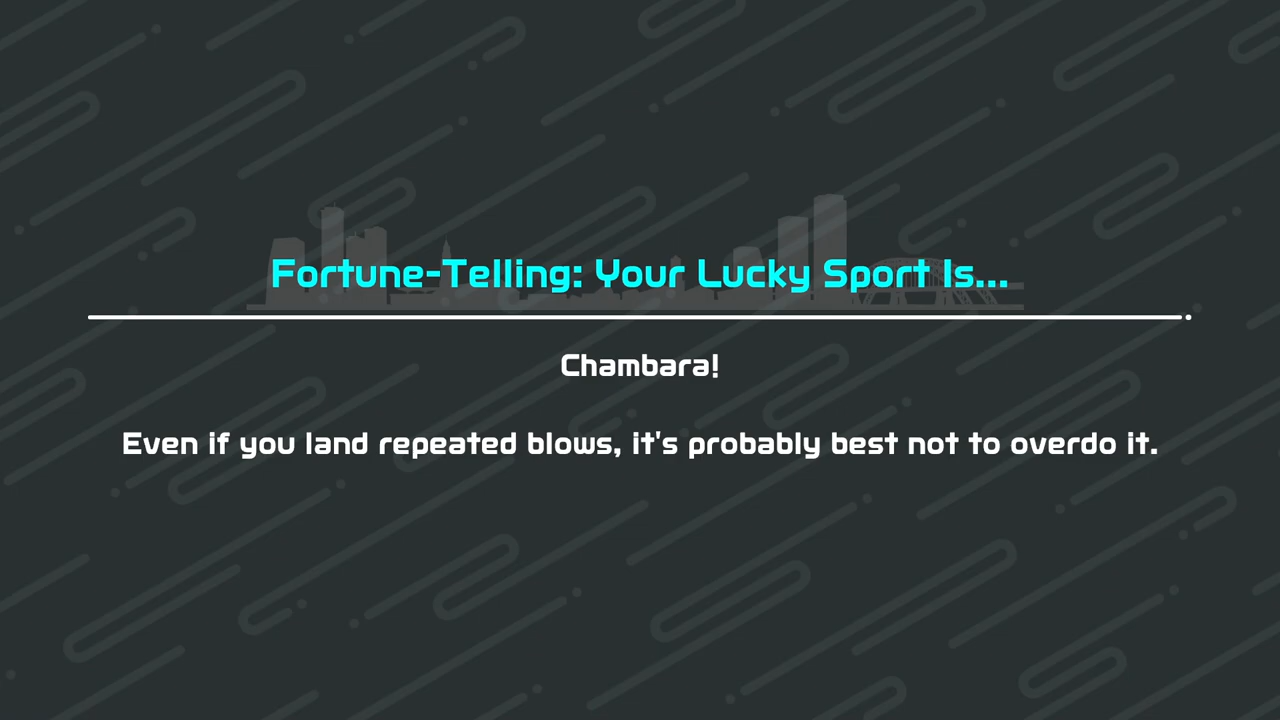 Fortune-Telling: Your Lucky Sport Is...
Chambara!
Even if you land repeated blows, it's probably best not to overdo it.